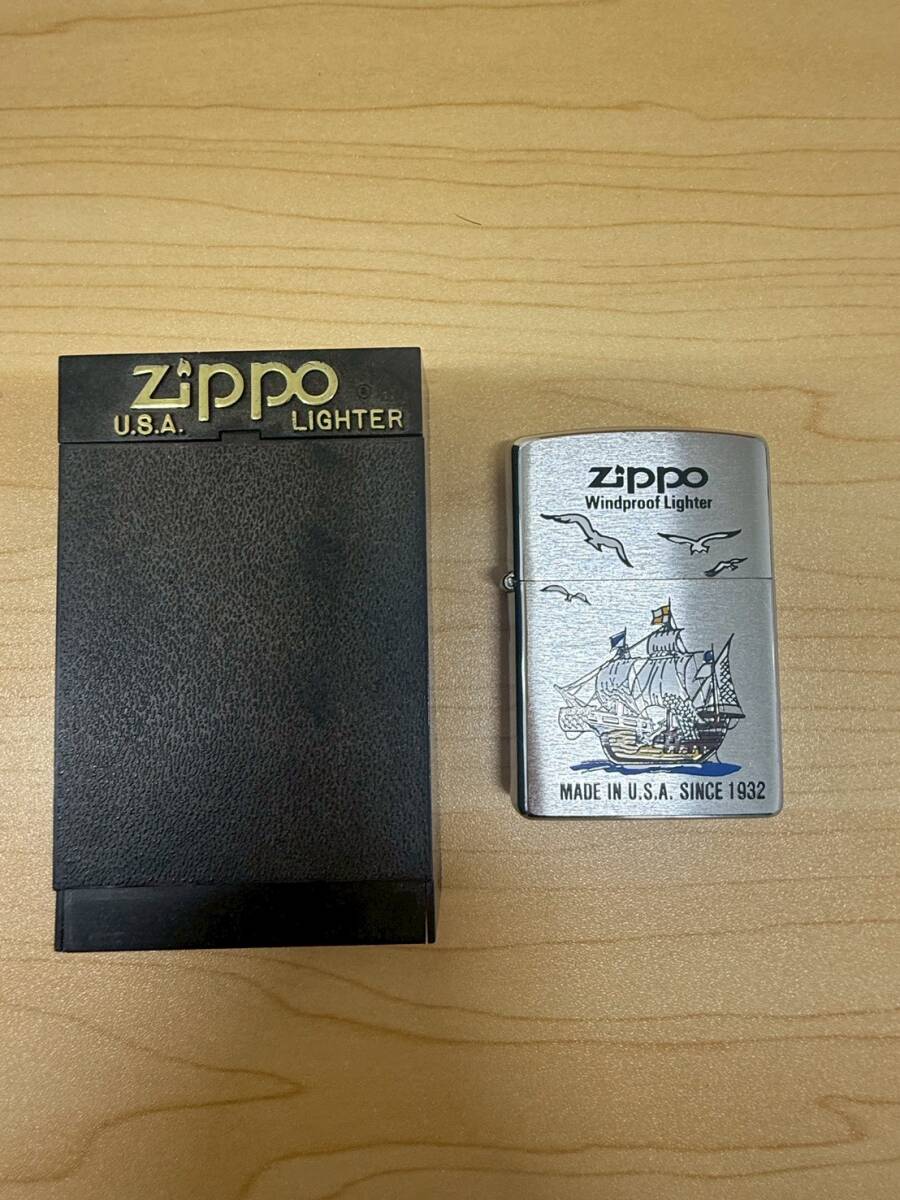 Zippo
®
U.S.A. LIGHTER
Zippo
Windproof Lighter
MADE IN U.S.A. SINCE 1932